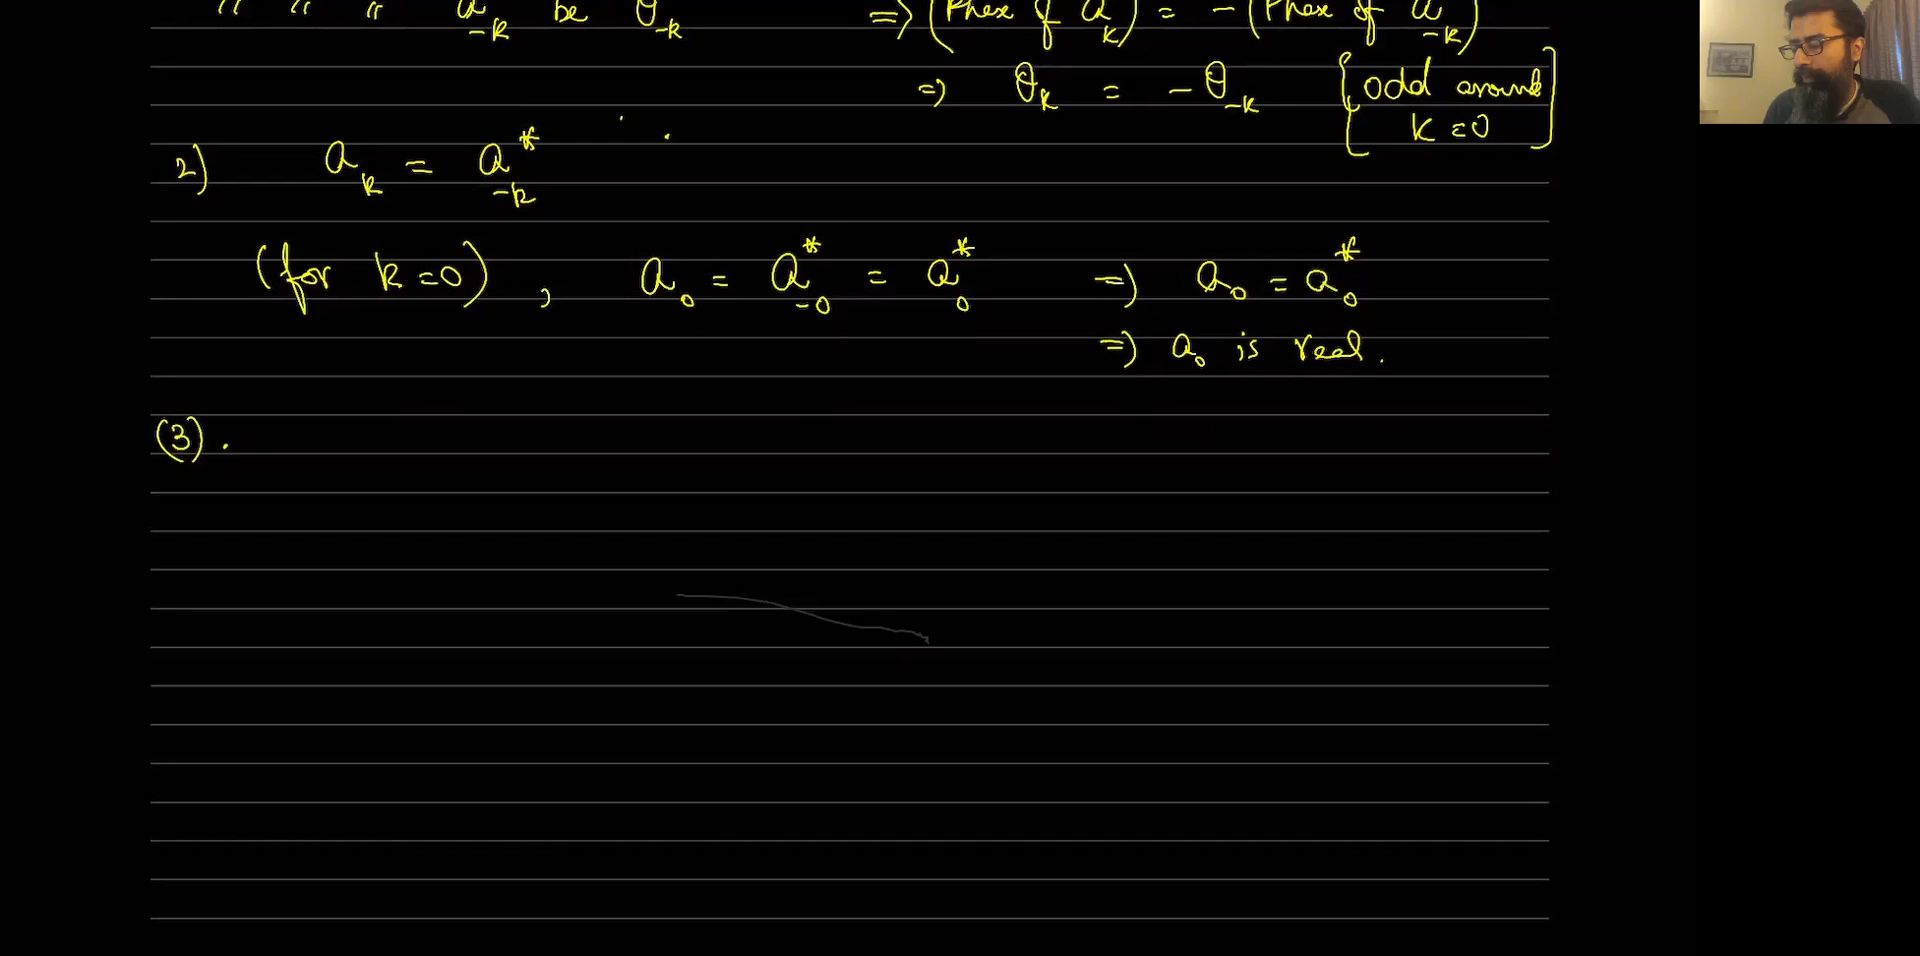 〃 〃 〃 a_{-k} be θ_{-k} => (Phase of a_k) = - (Phase of a_{-k})
=> θ_k = - θ_{-k} [odd around k=0]
2) a_k = a*_{-k}
(for k=0), a_0 = a*_{-0} = a*_0 => a_0 = a*_0
=> a_0 is real.
(3).